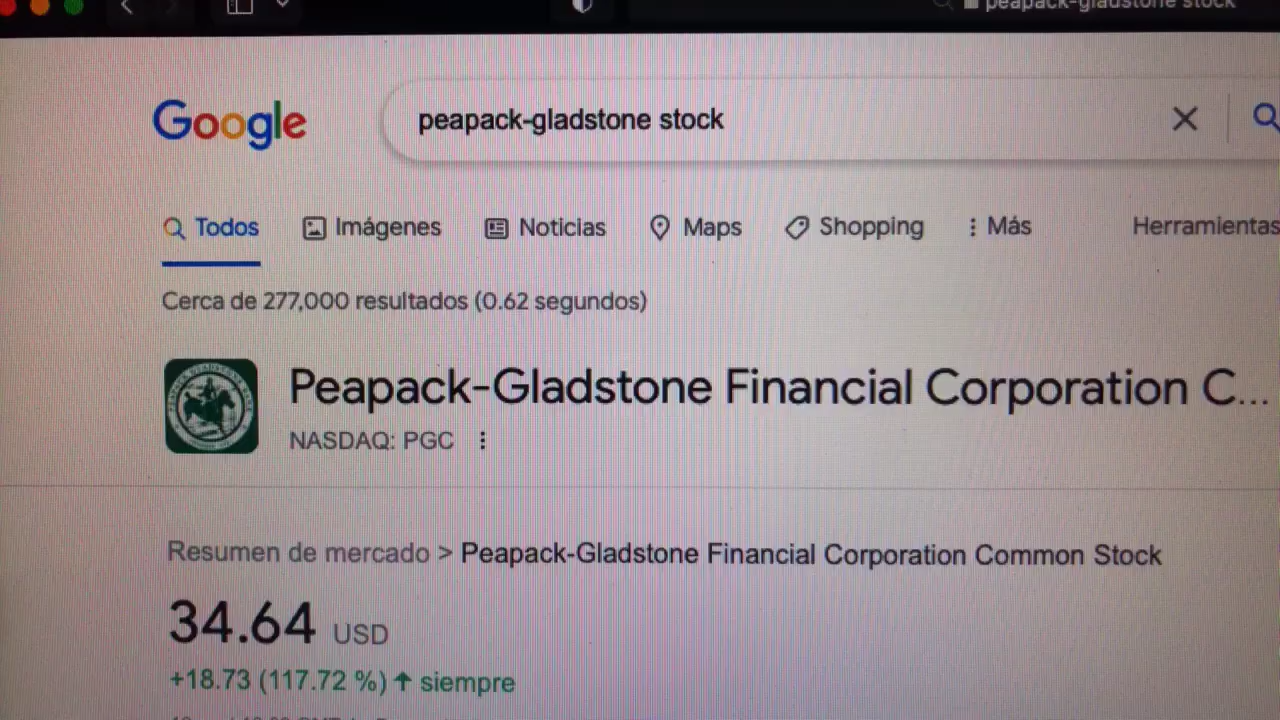 peapack-gladstone stock
Google
peapack-gladstone stock
Todos Imágenes Noticias Maps Shopping Más Herramientas
Cerca de 277,000 resultados (0.62 segundos)
Peapack-Gladstone Financial Corporation C...
NASDAQ: PGC
Resumen de mercado > Peapack-Gladstone Financial Corporation Common Stock
34.64 USD
+18.73 (117.72 %) ↑ siempre